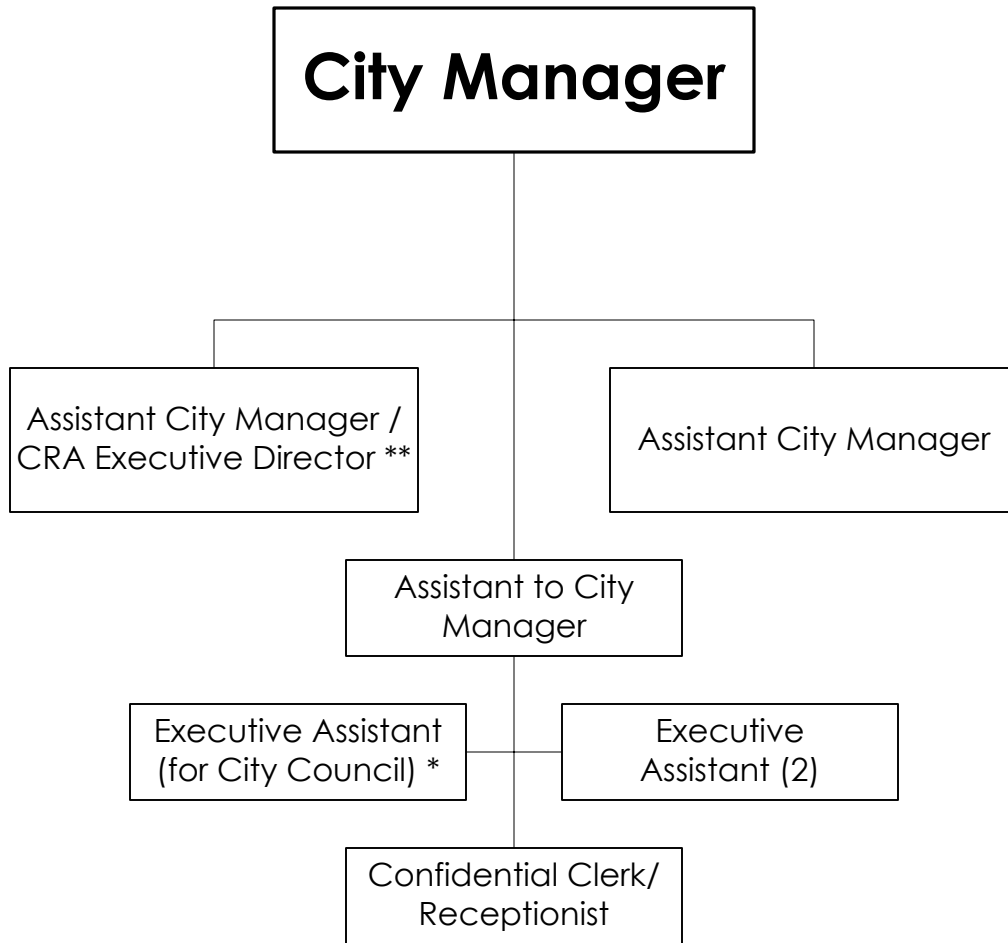 City Manager
Assistant City Manager /
CRA Executive Director **
Assistant City Manager
Assistant to City
Manager
Executive Assistant
(for City Council) *
Executive
Assistant (2)
Confidential Clerk/
Receptionist